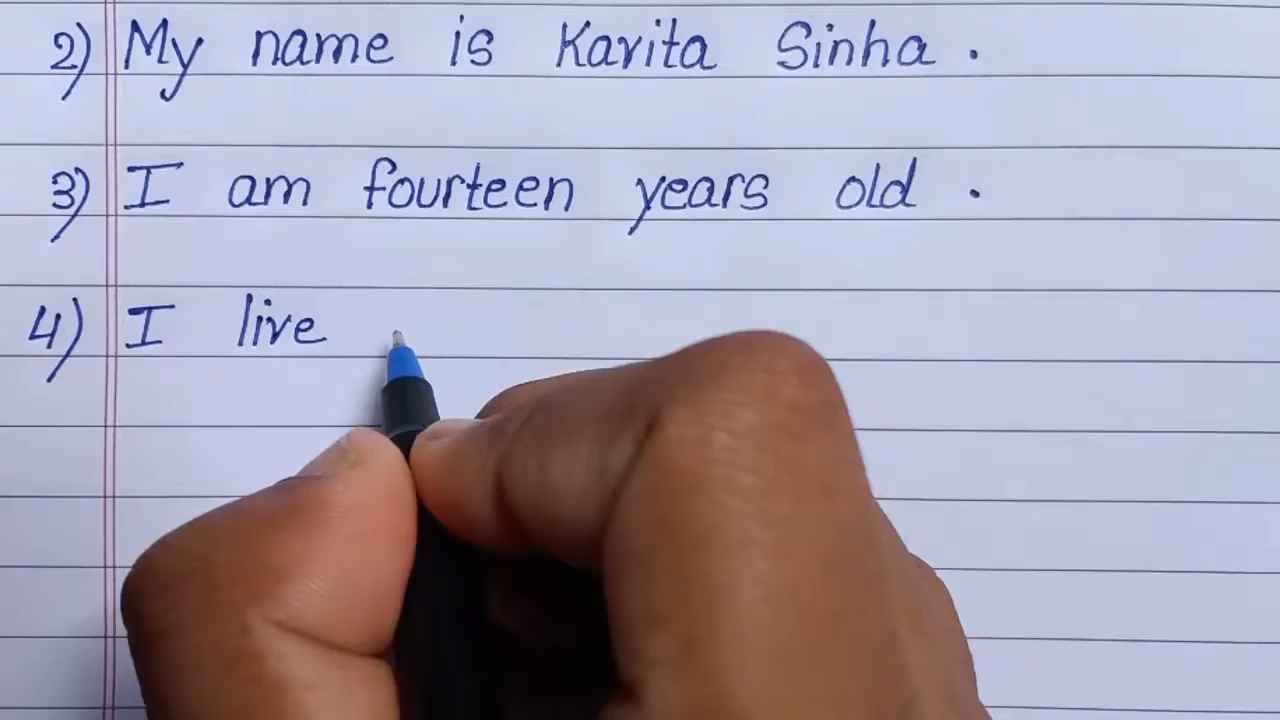 2) My name is Kavita Sinha .
3) I am fourteen years old .
4) I live